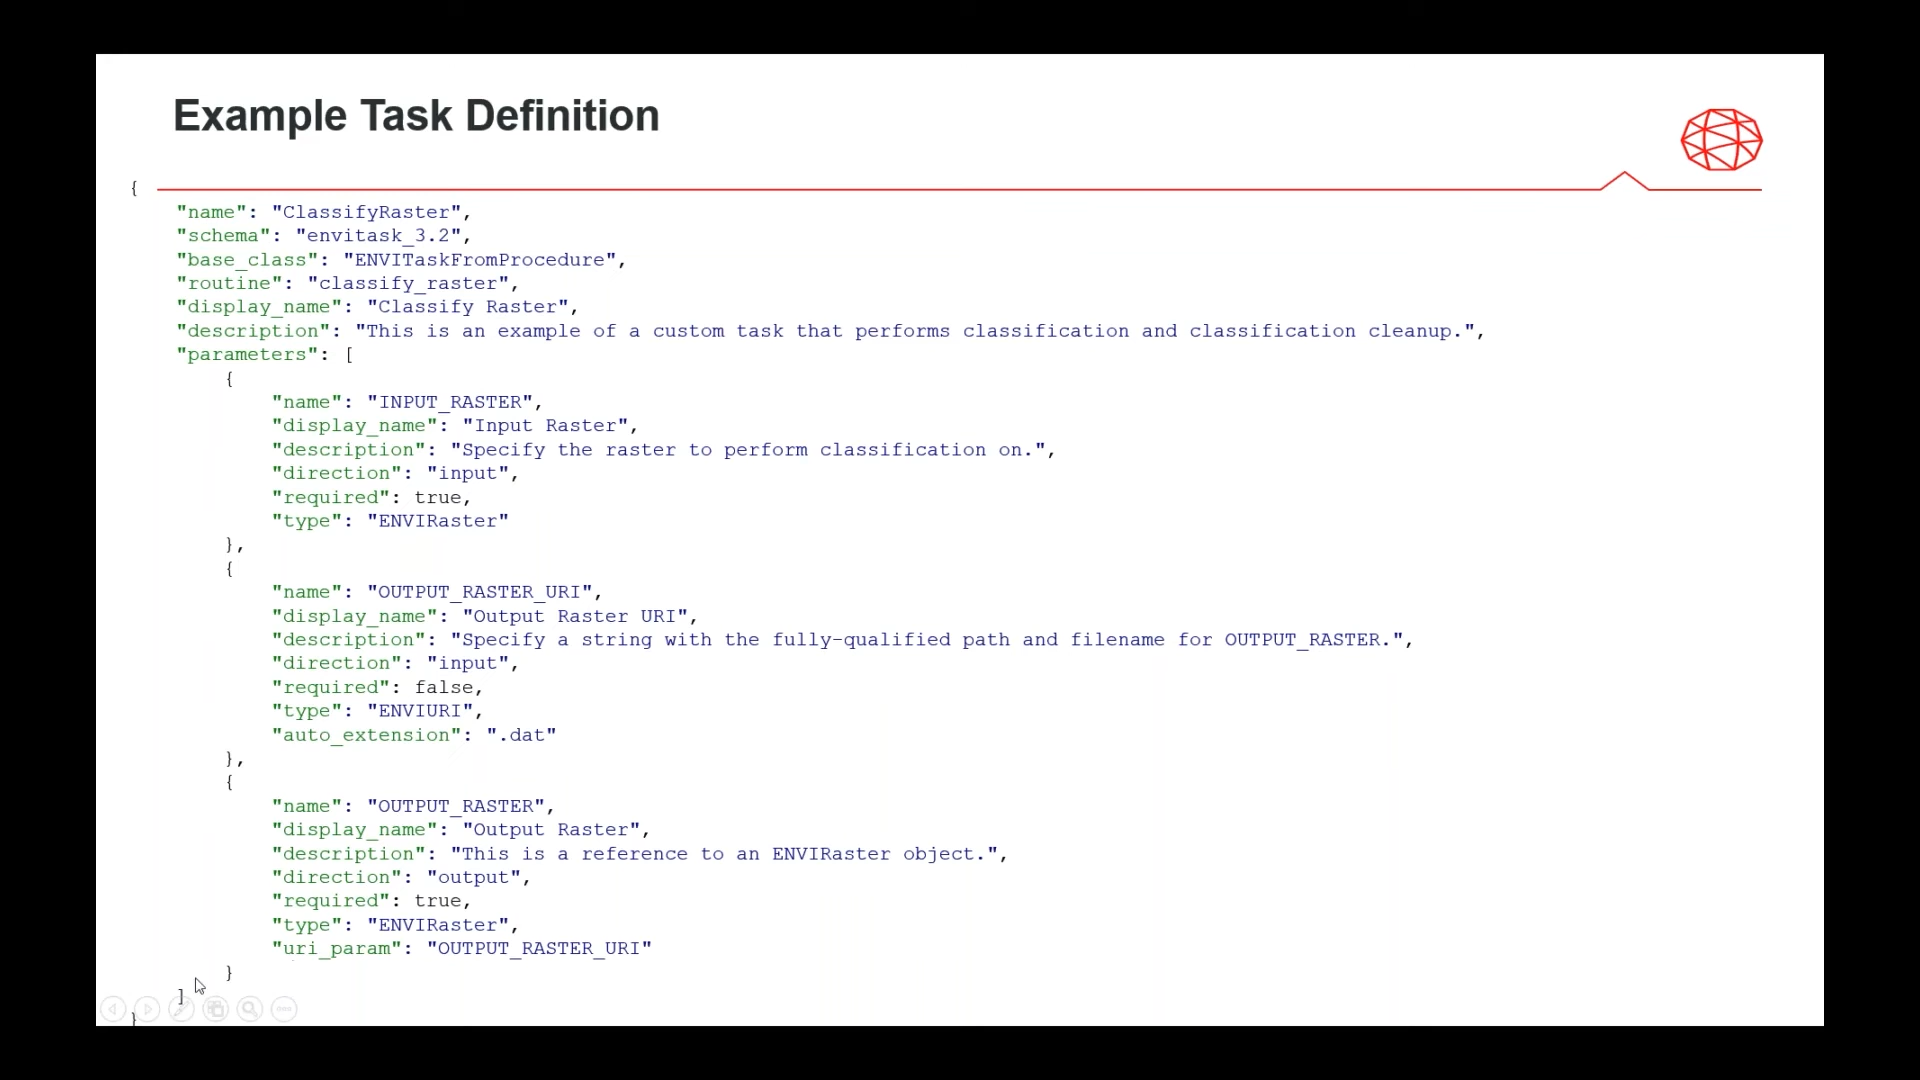 Example Task Definition
{
"name": "ClassifyRaster",
"schema": "envitask_3.2",
"base_class": "ENVITaskFromProcedure",
"routine": "classify_raster",
"display_name": "Classify Raster",
"description": "This is an example of a custom task that performs classification and classification cleanup.",
"parameters": [
{
"name": "INPUT_RASTER",
"display_name": "Input Raster",
"description": "Specify the raster to perform classification on.",
"direction": "input",
"required": true,
"type": "ENVIRaster"
},
{
"name": "OUTPUT_RASTER_URI",
"display_name": "Output Raster URI",
"description": "Specify a string with the fully-qualified path and filename for OUTPUT_RASTER.",
"direction": "input",
"required": false,
"type": "ENVIURI",
"auto_extension": ".dat"
},
{
"name": "OUTPUT_RASTER",
"display_name": "Output Raster",
"description": "This is a reference to an ENVIRaster object.",
"direction": "output",
"required": true,
"type": "ENVIRaster",
"uri_param": "OUTPUT_RASTER_URI"
}
]
}